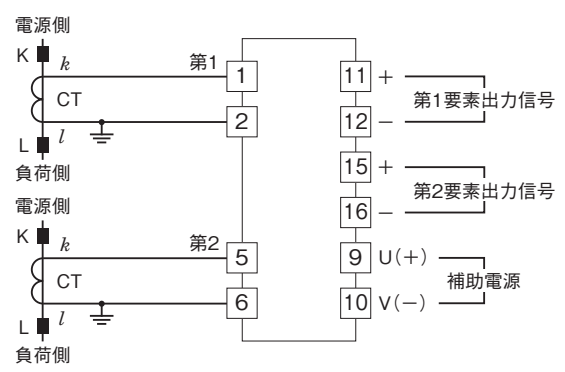 電源側
K
k
第1
1
CT
2
L
l
負荷側
電源側
K
k
第2
5
CT
6
L
l
負荷側
11 +
第1要素出力信号
12 −
15 +
第2要素出力信号
16 −
9 U(+)
補助電源
10 V(−)